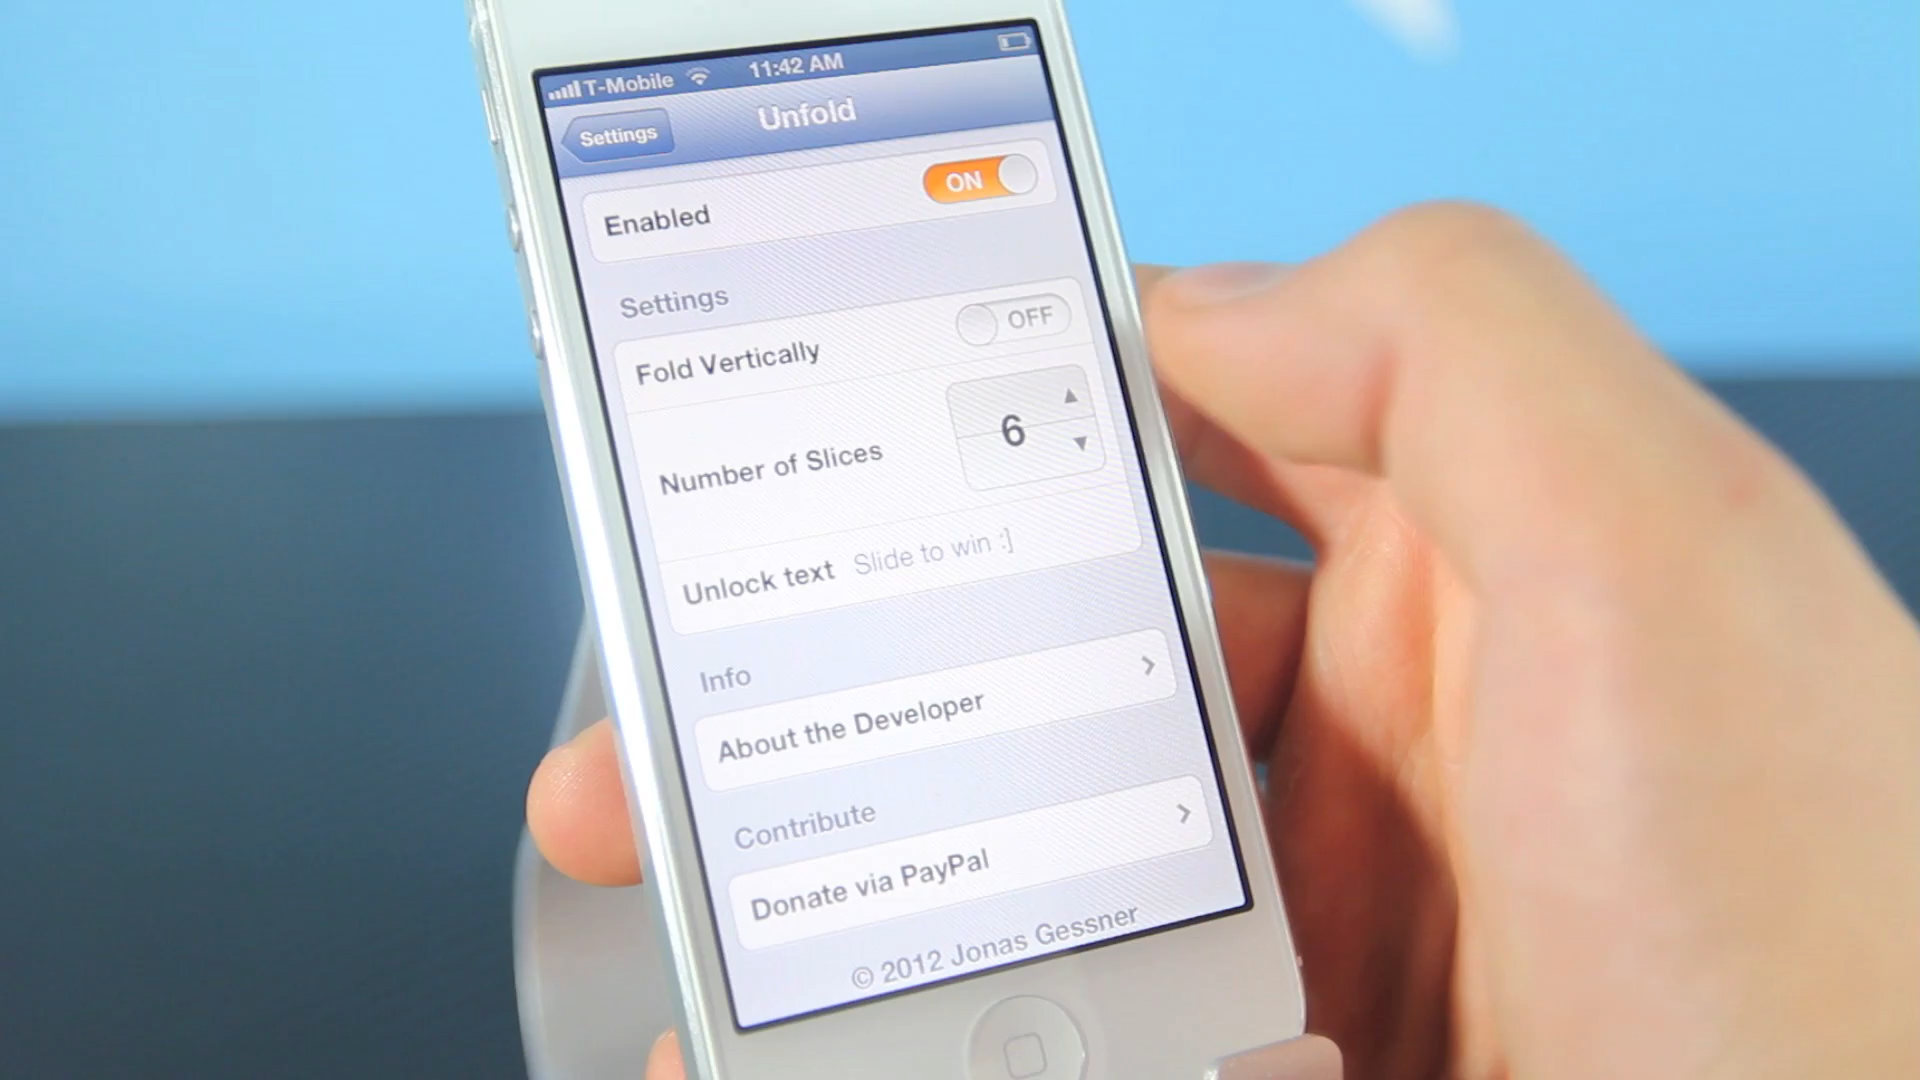 T-Mobile 11:42 AM
Settings Unfold
Enabled ON
Settings
Fold Vertically OFF
Number of Slices 6
Unlock text Slide to win :]
Info
About the Developer
Contribute
Donate via PayPal
© 2012 Jonas Gessner